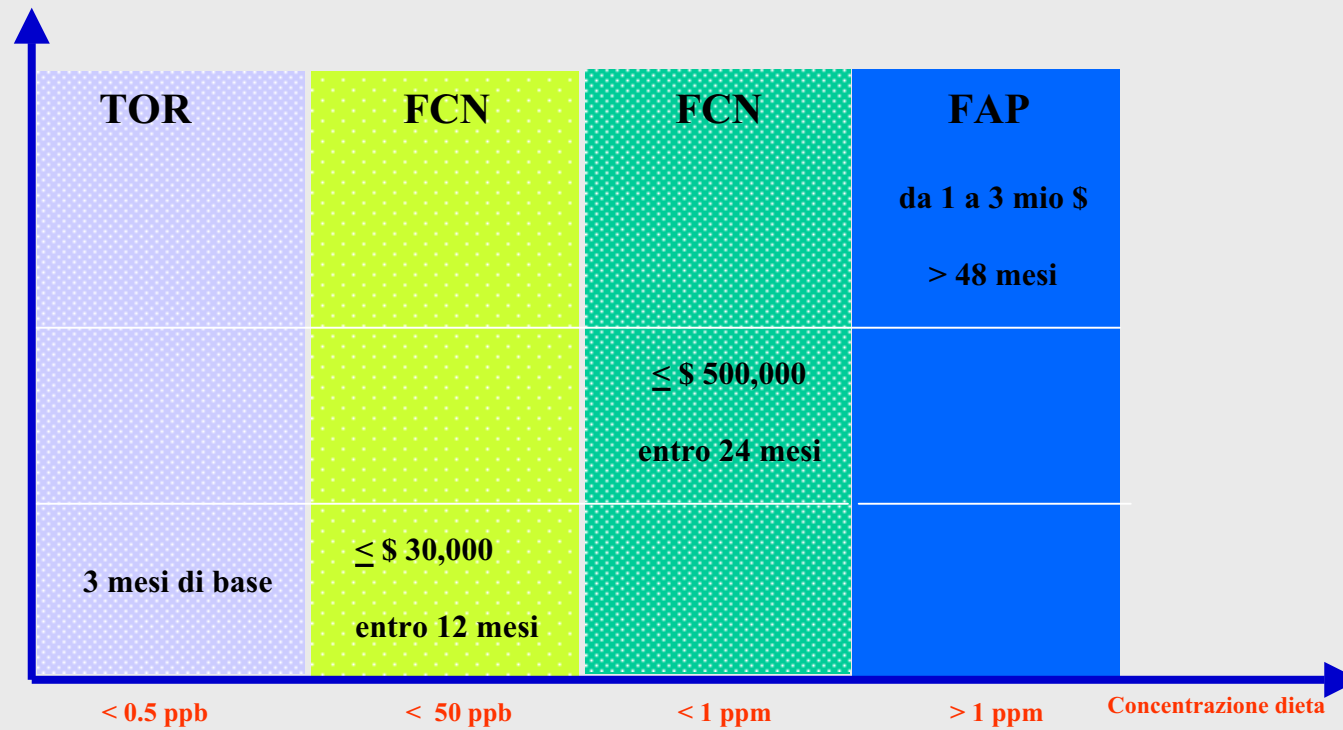 TOR
FCN
FCN
FAP
da 1 a 3 mio $
> 48 mesi
≤ $ 500,000
entro 24 mesi
≤ $ 30,000
3 mesi di base
entro 12 mesi
< 0.5 ppb
< 50 ppb
< 1 ppm
> 1 ppm
Concentrazione dieta